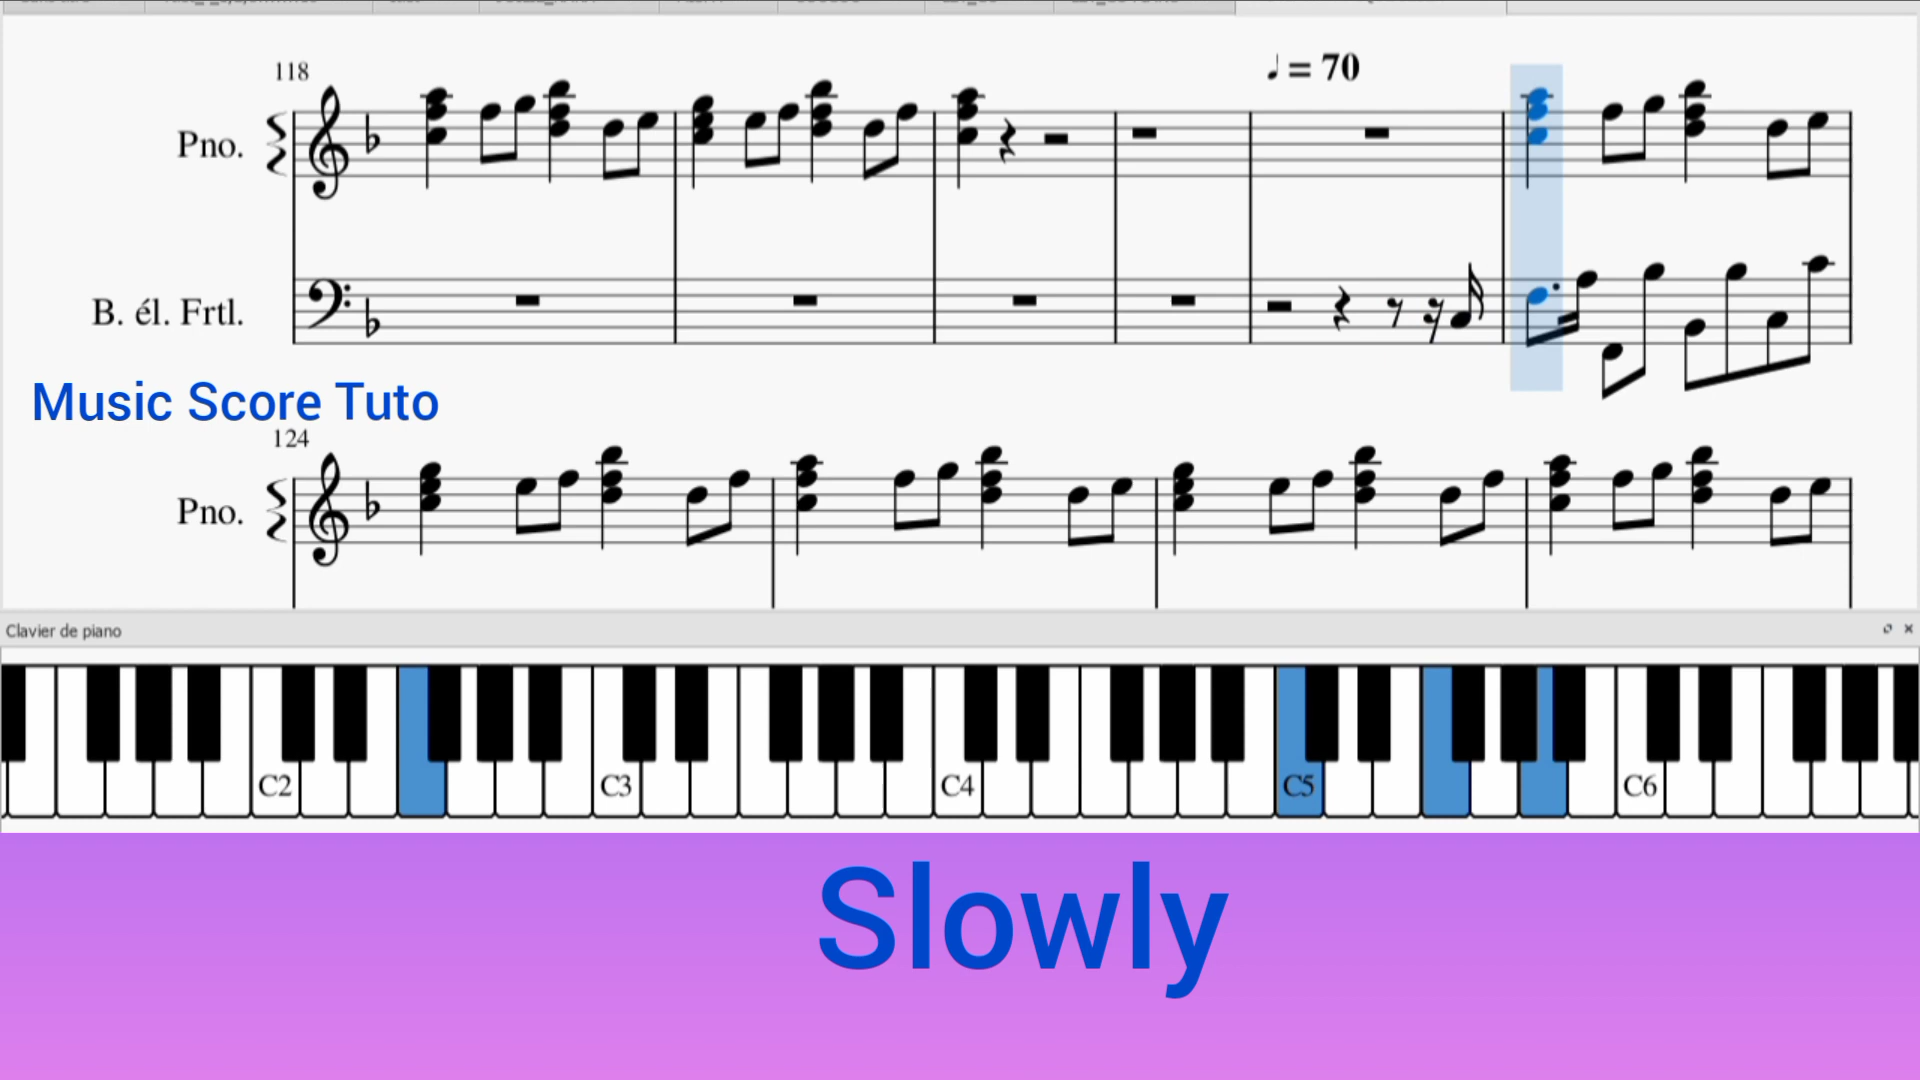 118
♩ = 70
Pno.
B. él. Frtl.
Music Score Tuto
124
Pno.
Clavier de piano
C2 C3 C4 C5 C6
Slowly